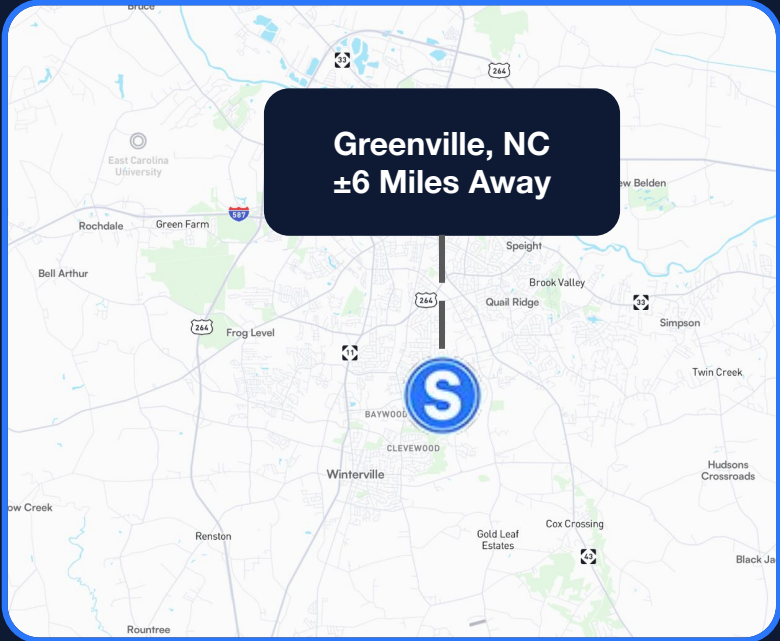 Bruce
33
264
Greenville, NC
±6 Miles Away
East Carolina
University
ew Belden
587
Rochdale
Green Farm
Speight
Bell Arthur
Brook Valley
264
Quail Ridge
33
264
Frog Level
Simpson
11
Twin Creek
S
BAYWOOD
CLEVEWOOD
Winterville
Hudsons
Crossroads
ow Creek
Renston
Gold Leaf
Estates
Cox Crossing
43
Black Ja
Rountree